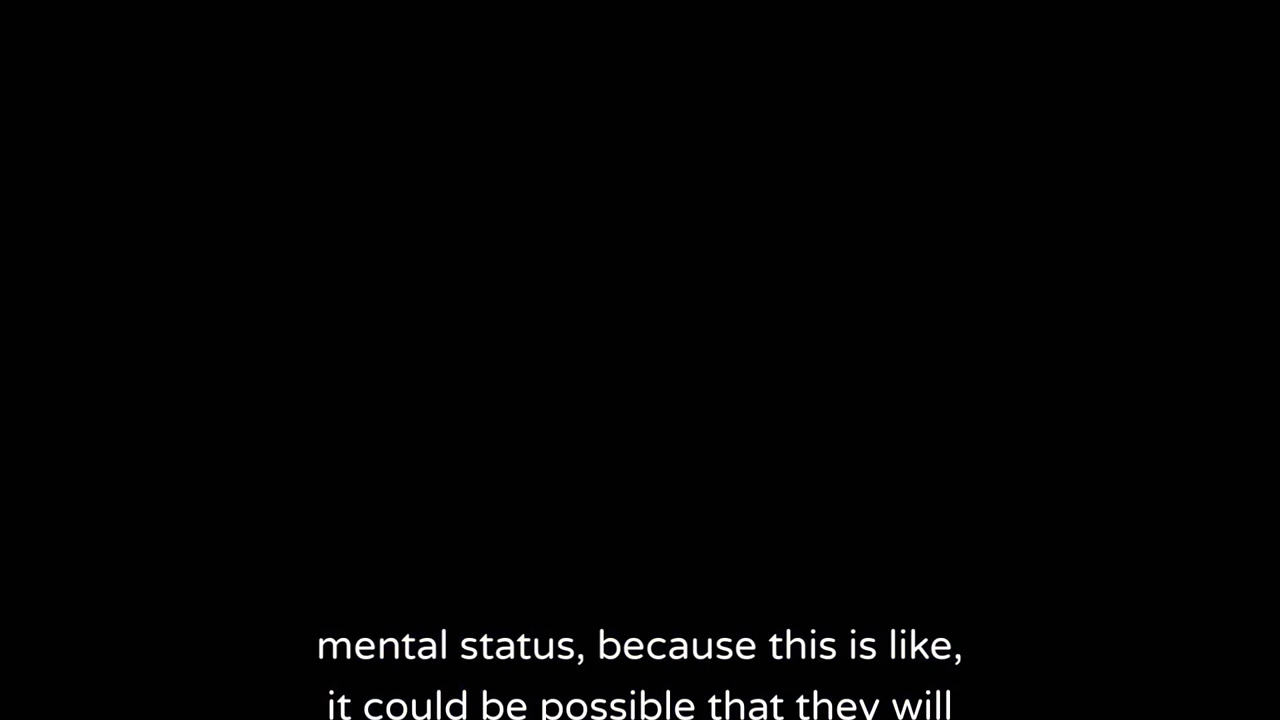 mental status, because this is like,
it could be possible that they will